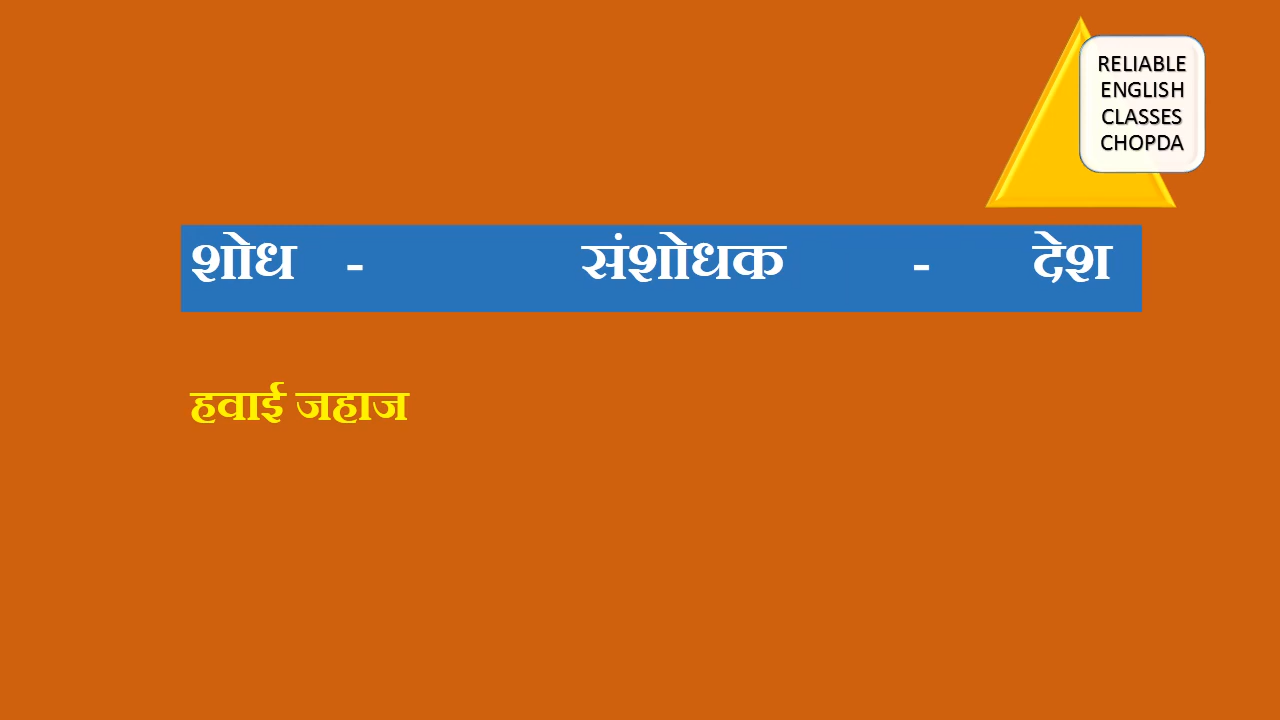 RELIABLE
ENGLISH
CLASSES
CHOPDA
शोध - संशोधक - देश
हवाई जहाज